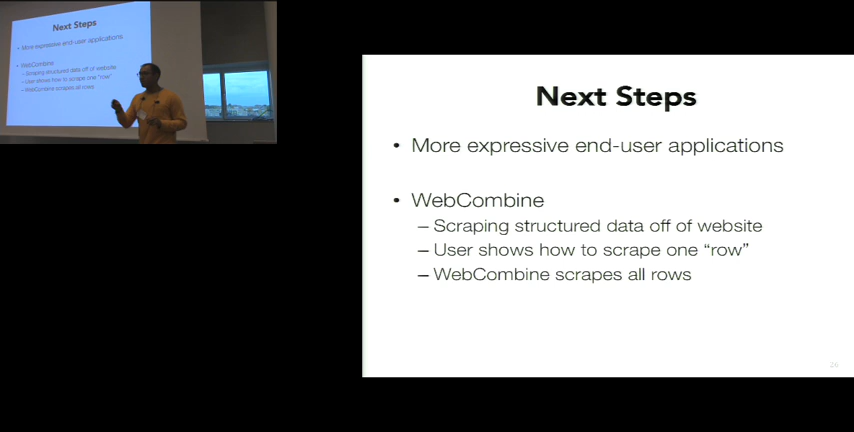 Next Steps
• More expressive end-user applications
• WebCombine
– Scraping structured data off of website
– User shows how to scrape one “row”
– WebCombine scrapes all rows
Next Steps
• More expressive end-user applications
• WebCombine
– Scraping structured data off of website
– User shows how to scrape one “row”
– WebCombine scrapes all rows